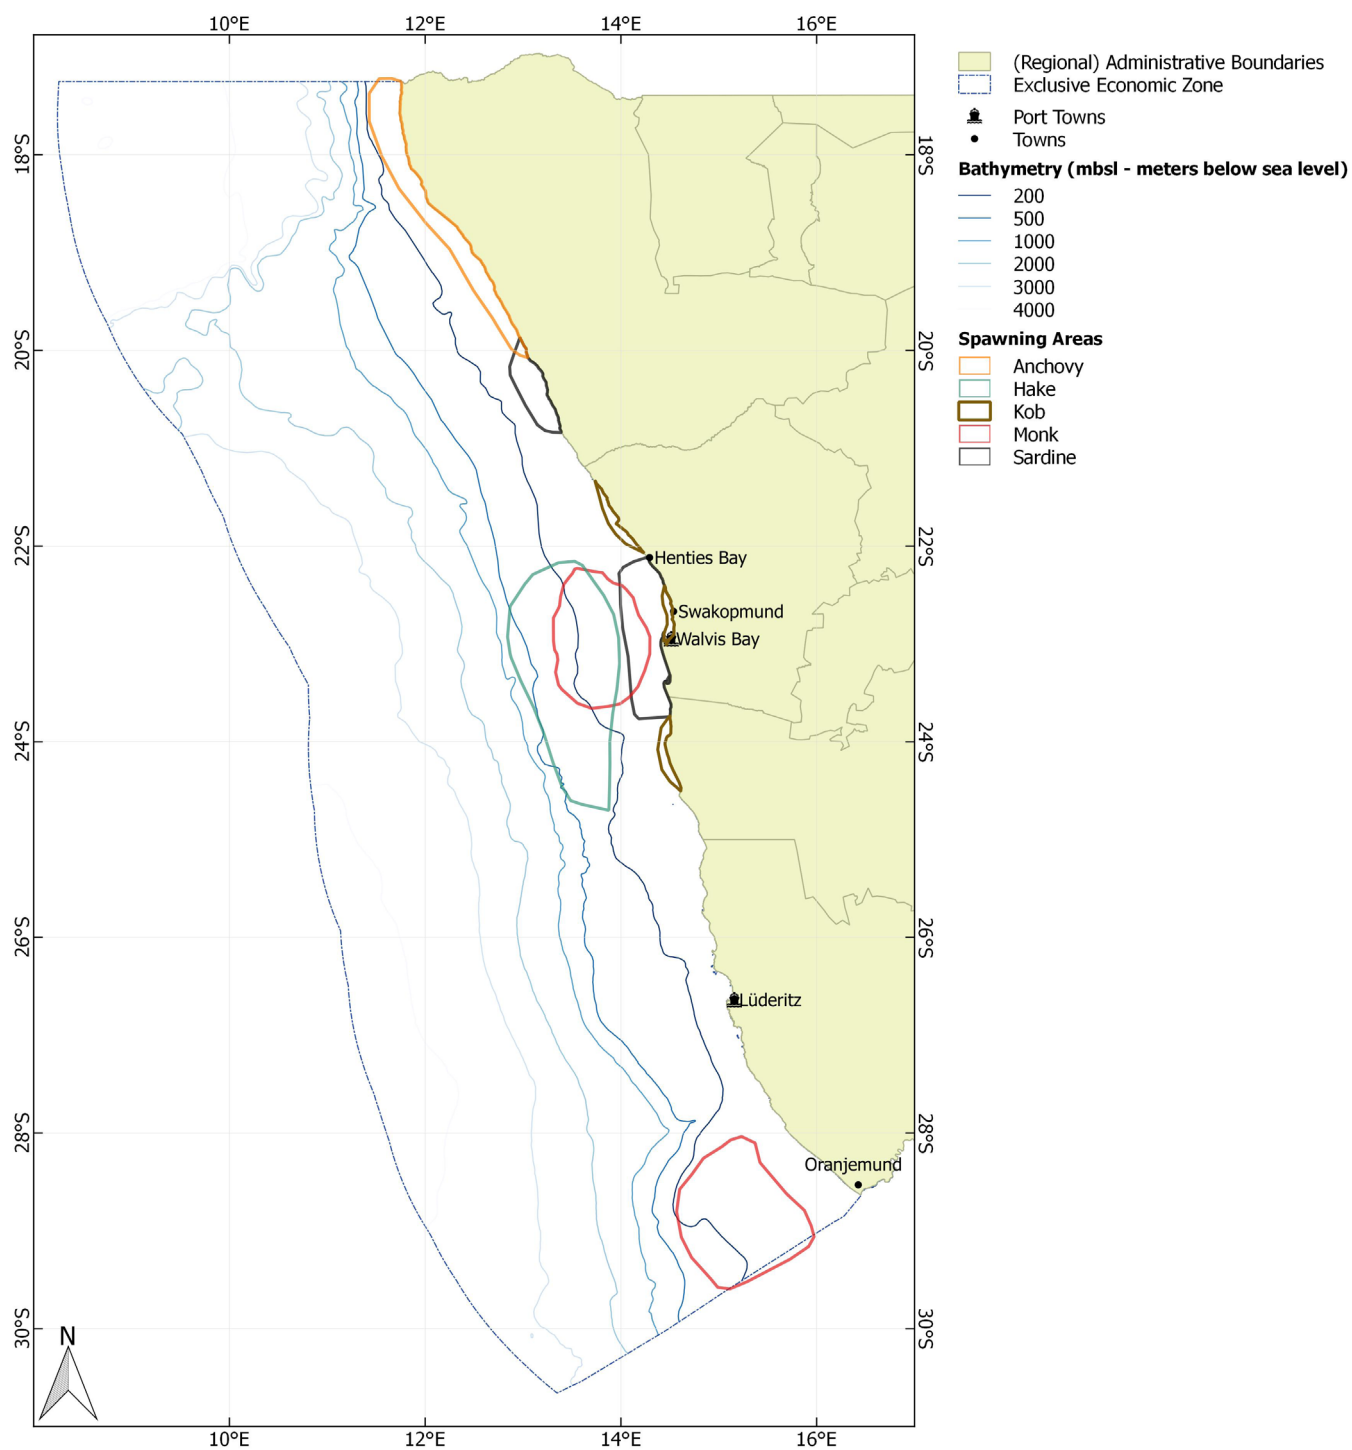 10°E 12°E 14°E 16°E
(Regional) Administrative Boundaries
Exclusive Economic Zone
Port Towns
Towns
Bathymetry (mbsl - meters below sea level)
200
500
1000
2000
3000
4000
Spawning Areas
Anchovy
Hake
Kob
Monk
Sardine
18°S 18°S
20°S 20°S
22°S 22°S
Henties Bay
Swakopmund
Walvis Bay
24°S 24°S
26°S 26°S
Lüderitz
28°S 28°S
Oranjemund
30°S 30°S
N
10°E 12°E 14°E 16°E